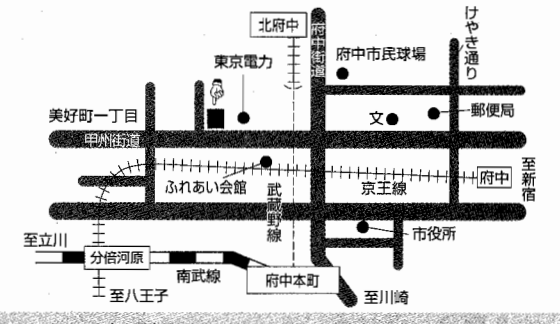 北府中
府中街道
けやき通り
府中市民球場
東京電力
美好町一丁目
文
郵便局
甲州街道
至新宿
府中
京王線
ふれあい会館
武蔵野線
市役所
至立川
分倍河原
南武線
府中本町
至八王子
至川崎